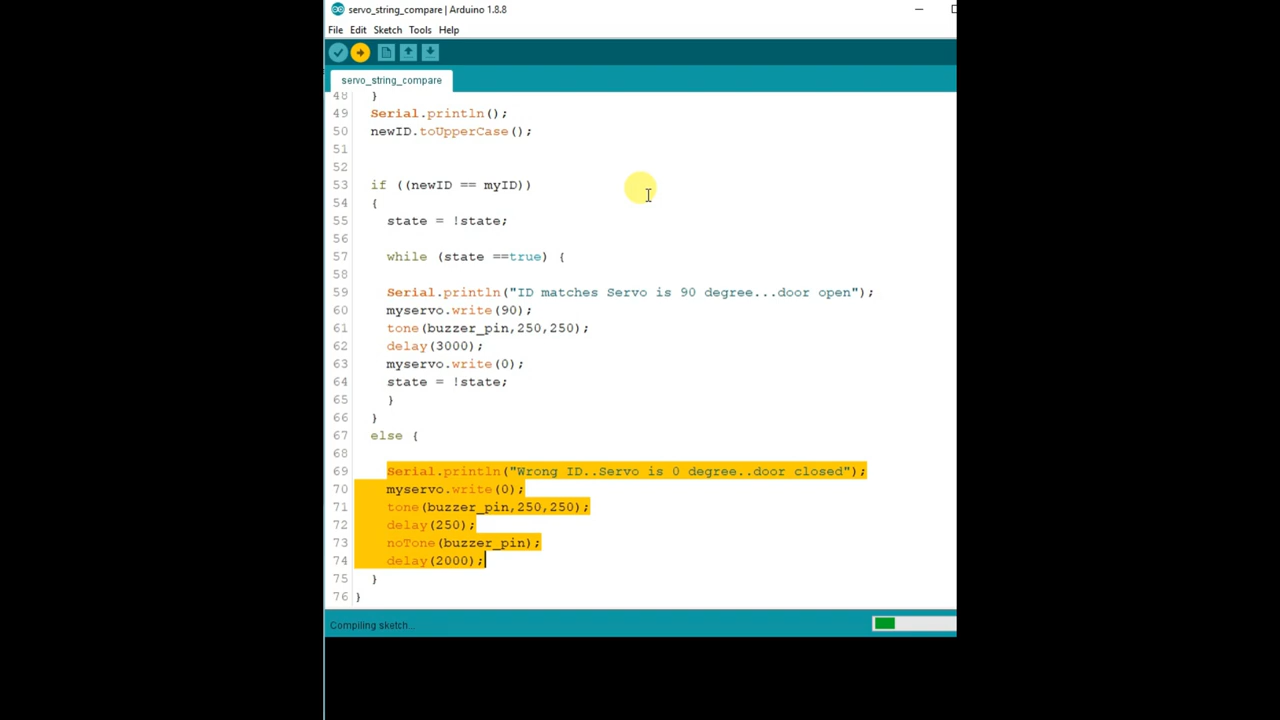 servo_string_compare | Arduino 1.8.8
File Edit Sketch Tools Help
servo_string_compare
48 }
49 Serial.println();
50 newID.toUpperCase();
51
52
53 if ((newID == myID))
54 {
55 state = !state;
56
57 while (state ==true) {
58
59 Serial.println("ID matches Servo is 90 degree...door open");
60 myservo.write(90);
61 tone(buzzer_pin,250,250);
62 delay(3000);
63 myservo.write(0);
64 state = !state;
65 }
66 }
67 else {
68
69 Serial.println("Wrong ID..Servo is 0 degree..door closed");
70 myservo.write(0);
71 tone(buzzer_pin,250,250);
72 delay(250);
73 noTone(buzzer_pin);
74 delay(2000);
75 }
76 }
Compiling sketch...